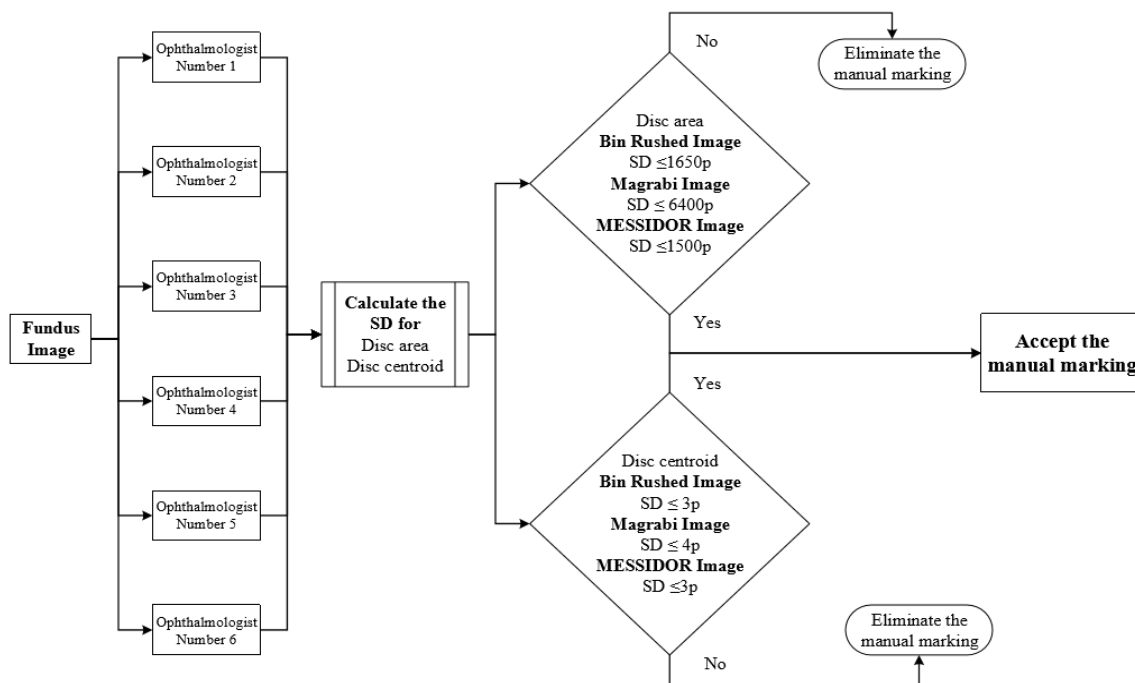 Fundus
Image
Ophthalmologist
Number 1
Ophthalmologist
Number 2
Ophthalmologist
Number 3
Ophthalmologist
Number 4
Ophthalmologist
Number 5
Ophthalmologist
Number 6
Calculate the
SD for
Disc area
Disc centroid
Disc area
Bin Rushed Image
SD ≤1650p
Magrabi Image
SD ≤ 6400p
MESSIDOR Image
SD ≤1500p
No
Eliminate the
manual marking
Yes
Yes
Accept the
manual marking
Disc centroid
Bin Rushed Image
SD ≤ 3p
Magrabi Image
SD ≤ 4p
MESSIDOR Image
SD ≤3p
No
Eliminate the
manual marking